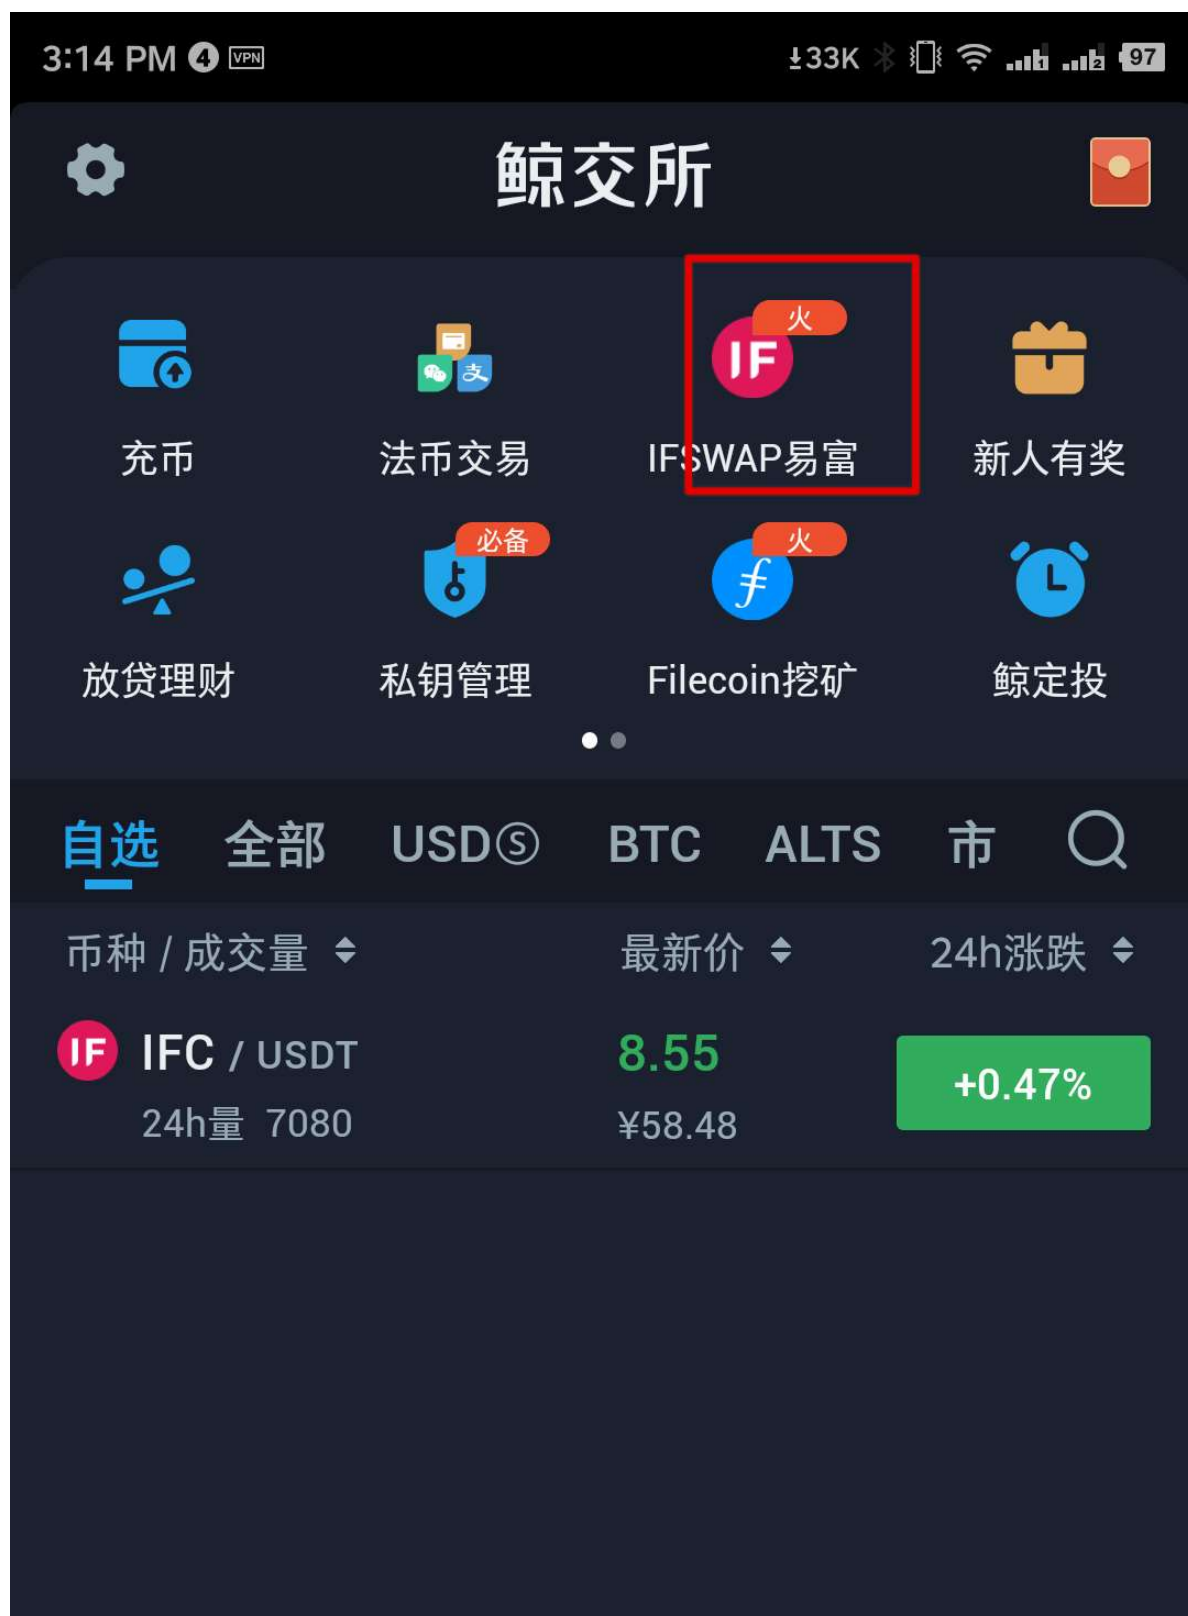 3:14 PM 4 VPN 33K 1 2 97
鲸交所
火
IF
充币 法币交易 IFSWAP易富 新人有奖
必备 火
支 f
放贷理财 私钥管理 Filecoin挖矿 鲸定投
自选 全部 USDⓈ BTC ALTS 市
币种 / 成交量 最新价 24h涨跌
IF IFC / USDT 8.55 +0.47%
24h量 7080 ¥58.48